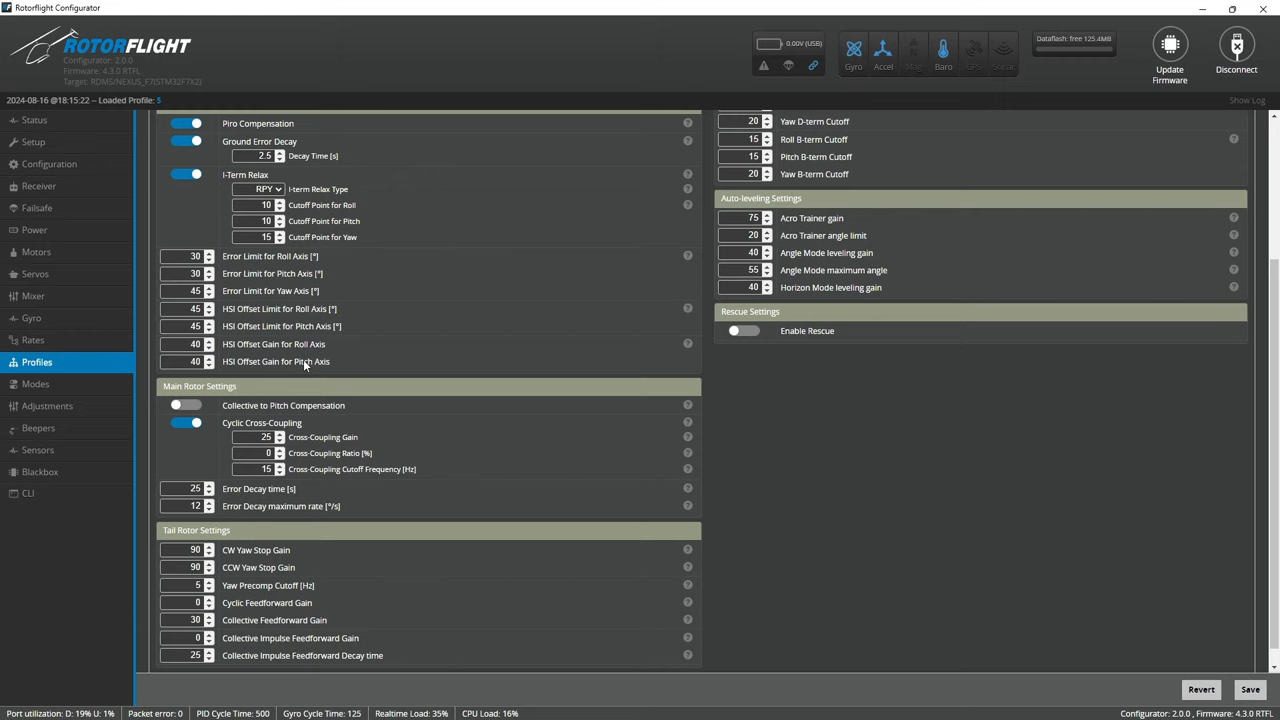 Rotorflight Configurator
ROTORFLIGHT
Configurator: 2.0.0
Firmware: 4.3.0 RTFL
Target: RDMS/NEXUS_F7(STM32F7X2)
0.00V (USB)
Gyro
Accel
Mag
Baro
GPS
Sonar
Dataflash: free 125.4MB
Update Firmware
Disconnect
2024-08-16 @18:15:22 -- Loaded Profile: 5
Show Log
Status
Setup
Configuration
Receiver
Failsafe
Power
Motors
Servos
Mixer
Gyro
Rates
Profiles
Modes
Adjustments
Beepers
Sensors
Blackbox
CLI
Piro Compensation
Ground Error Decay
2.5 Decay Time [s]
I-Term Relax
RPY I-term Relax Type
10 Cutoff Point for Roll
10 Cutoff Point for Pitch
15 Cutoff Point for Yaw
30 Error Limit for Roll Axis [°]
30 Error Limit for Pitch Axis [°]
45 Error Limit for Yaw Axis [°]
45 HSI Offset Limit for Roll Axis [°]
45 HSI Offset Limit for Pitch Axis [°]
40 HSI Offset Gain for Roll Axis
40 HSI Offset Gain for Pitch Axis
Main Rotor Settings
Collective to Pitch Compensation
Cyclic Cross-Coupling
25 Cross-Coupling Gain
0 Cross-Coupling Ratio [%]
15 Cross-Coupling Cutoff Frequency [Hz]
25 Error Decay time [s]
12 Error Decay maximum rate [°/s]
Tail Rotor Settings
90 CW Yaw Stop Gain
90 CCW Yaw Stop Gain
5 Yaw Precomp Cutoff [Hz]
0 Cyclic Feedforward Gain
30 Collective Feedforward Gain
0 Collective Impulse Feedforward Gain
25 Collective Impulse Feedforward Decay time
20 Yaw D-term Cutoff
15 Roll B-term Cutoff
15 Pitch B-term Cutoff
20 Yaw B-term Cutoff
Auto-leveling Settings
75 Acro Trainer gain
20 Acro Trainer angle limit
40 Angle Mode leveling gain
55 Angle Mode maximum angle
40 Horizon Mode leveling gain
Rescue Settings
Enable Rescue
Revert
Save
Port utilization: D: 19% U: 1%
Packet error: 0
PID Cycle Time: 500
Gyro Cycle Time: 125
Realtime Load: 35%
CPU Load: 16%
Configurator: 2.0.0 , Firmware: 4.3.0 RTFL